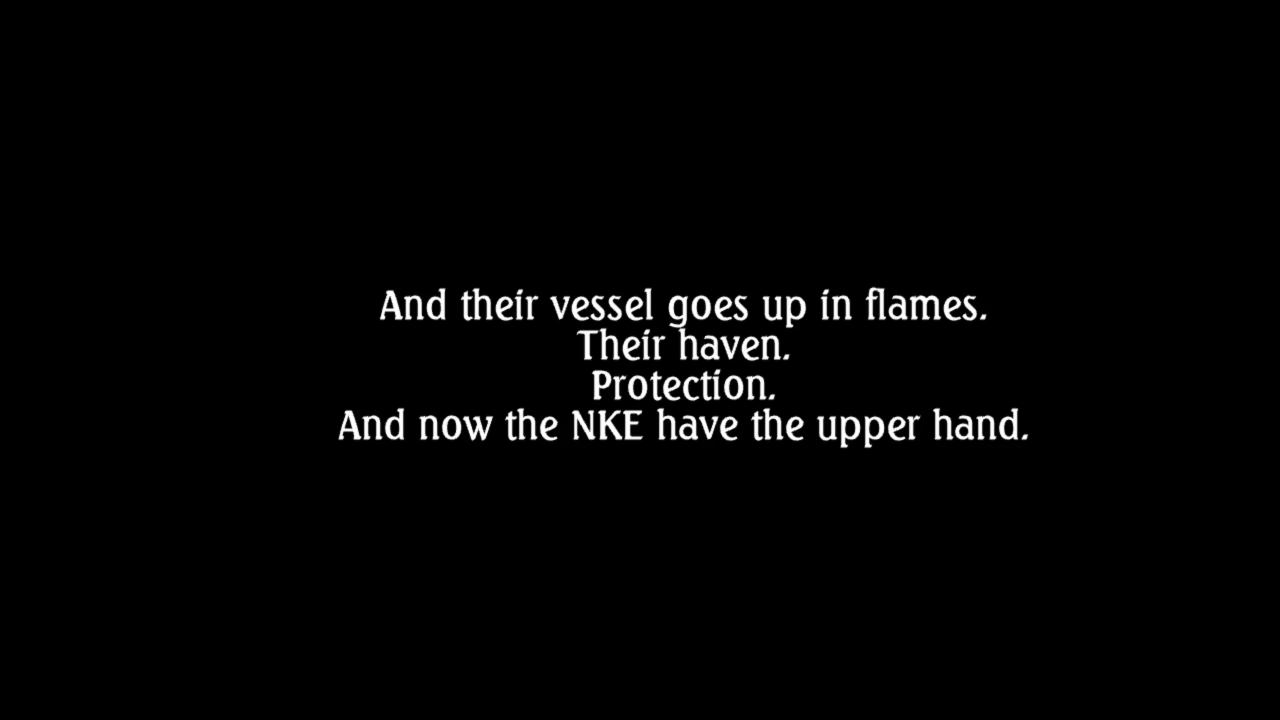 And their vessel goes up in flames.
Their haven.
Protection.
And now the NKE have the upper hand.